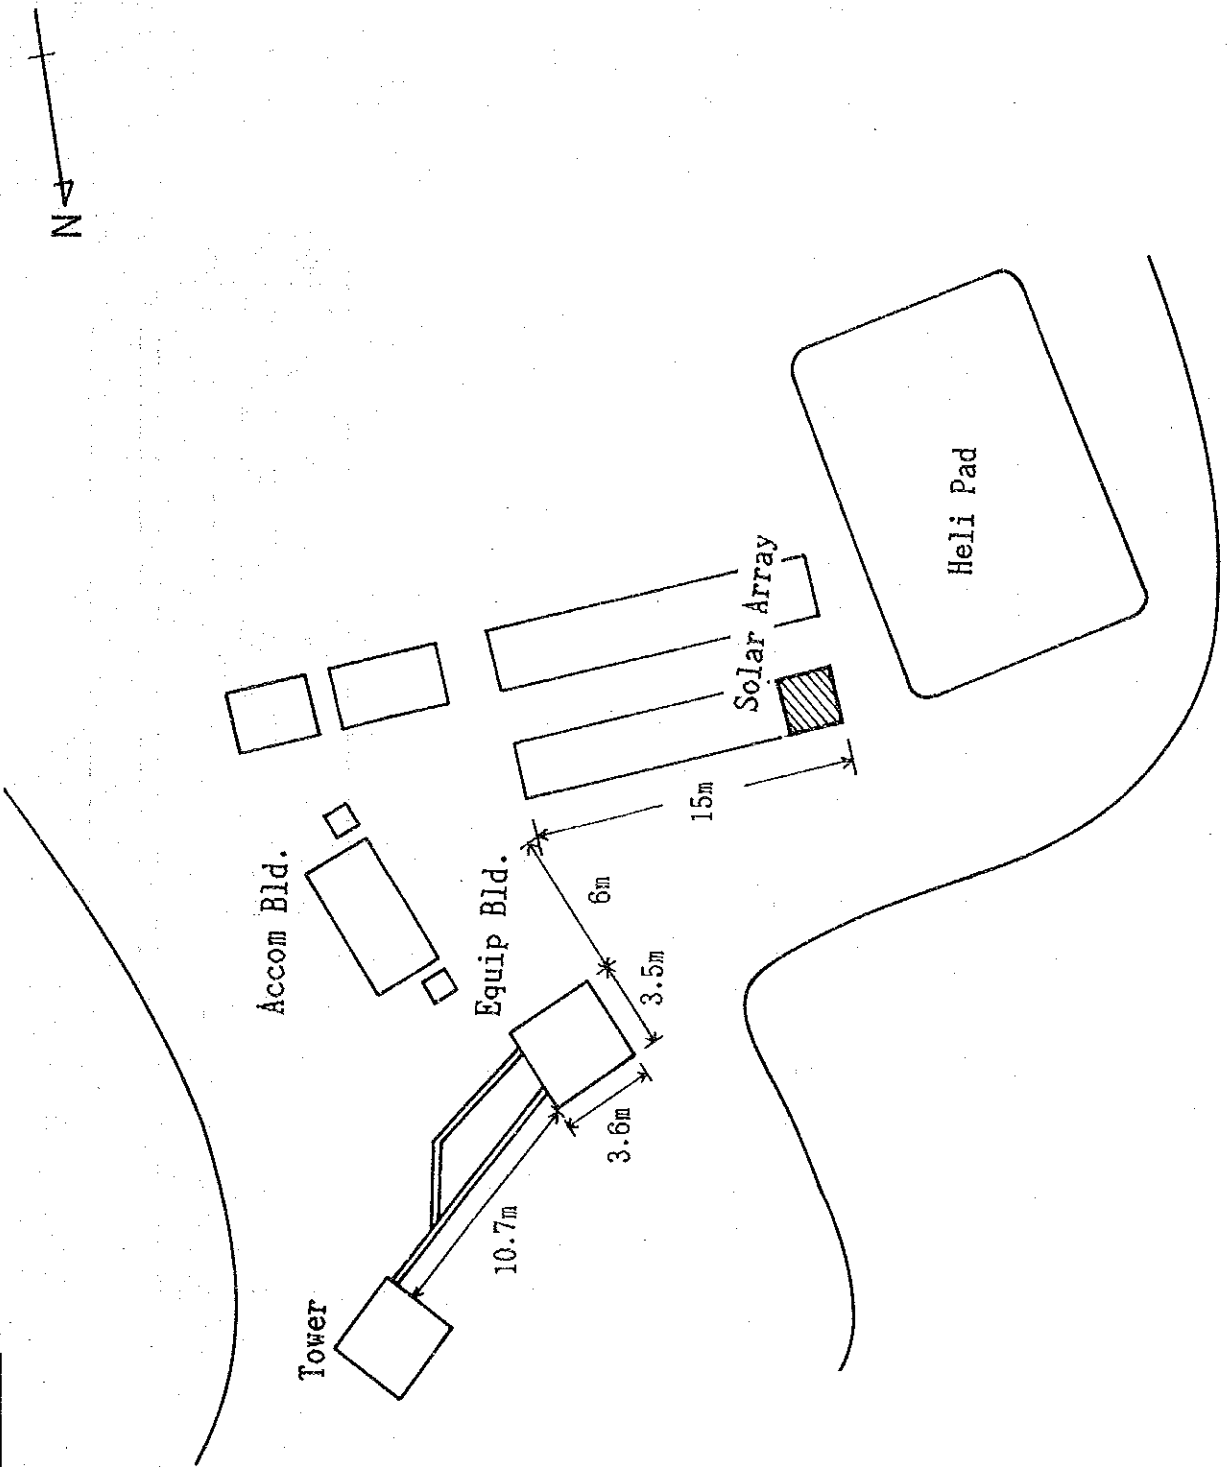 N
Accom Bld.
Equip Bld.
Solar Array
Heli Pad
Tower
15m
6m
3.5m
3.6m
10.7m